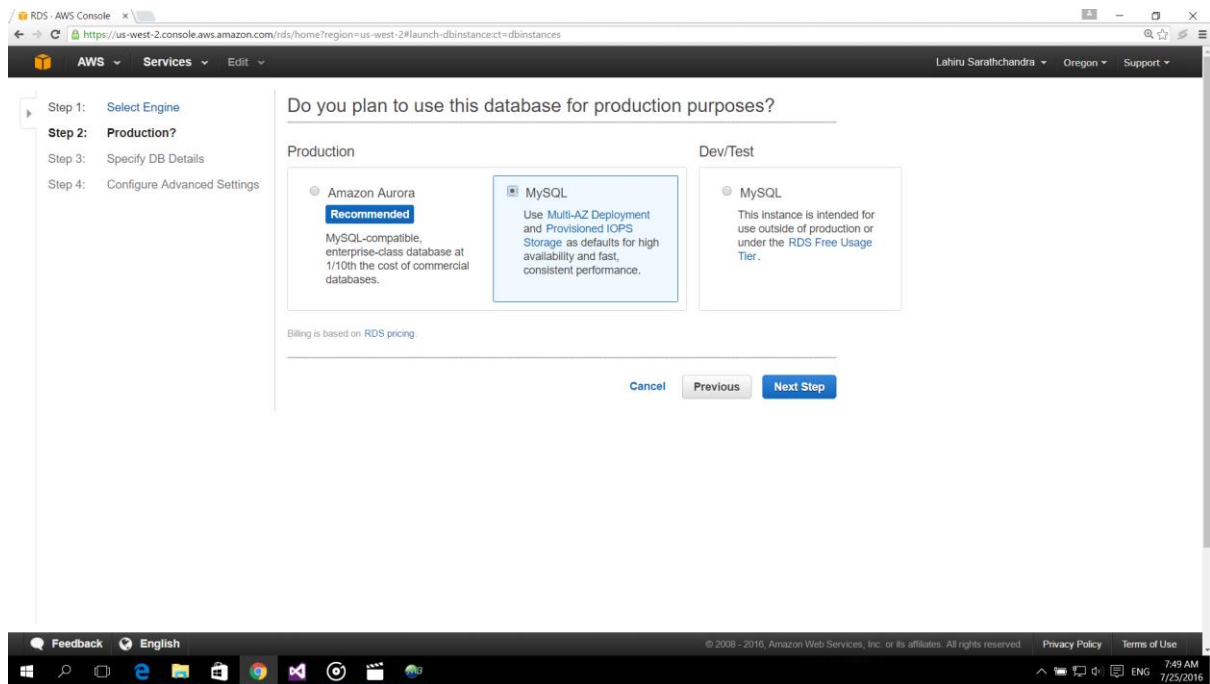 RDS · AWS Console
https://us-west-2.console.aws.amazon.com/rds/home?region=us-west-2#launch-dbinstance:ct=dbinstances
AWS Services Edit Lahiru Sarathchandra Oregon Support
Step 1: Select Engine
Step 2: Production?
Step 3: Specify DB Details
Step 4: Configure Advanced Settings
Do you plan to use this database for production purposes?
Production
Amazon Aurora
Recommended
MySQL-compatible,
enterprise-class database at
1/10th the cost of commercial
databases.
MySQL
Use Multi-AZ Deployment
and Provisioned IOPS
Storage as defaults for high
availability and fast,
consistent performance.
Dev/Test
MySQL
This instance is intended for
use outside of production or
under the RDS Free Usage
Tier.
Billing is based on RDS pricing.
Cancel Previous Next Step
Feedback English © 2008 - 2016, Amazon Web Services, Inc. or its affiliates. All rights reserved. Privacy Policy Terms of Use
ENG
7:49 AM
7/25/2016